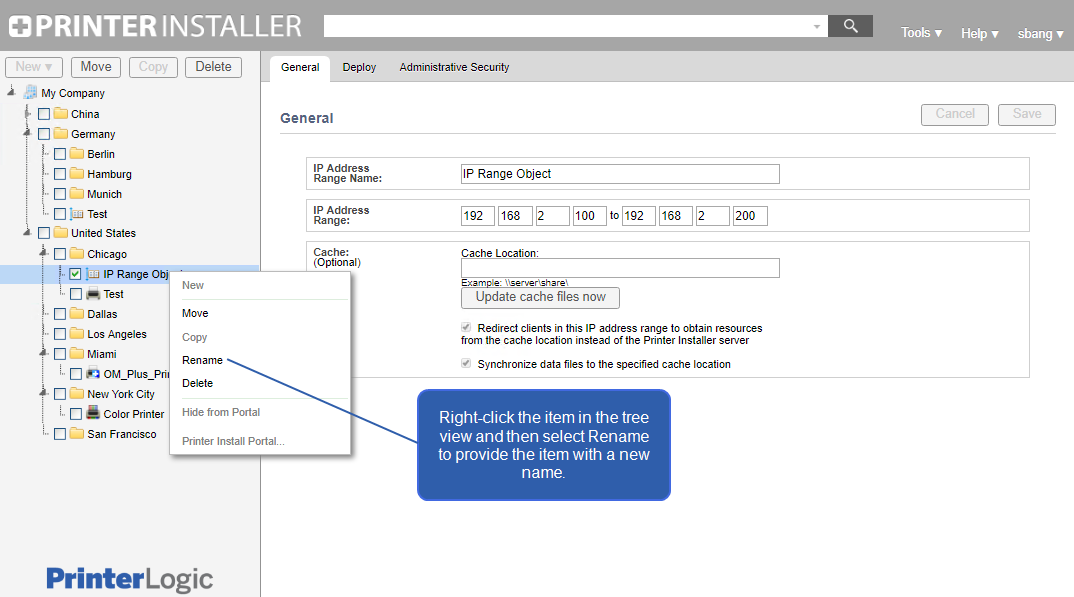 PRINTER INSTALLER
Tools ▾ Help ▾ sbang ▾
New ▾ Move Copy Delete
General Deploy Administrative Security
My Company
China
Germany
Berlin
Hamburg
Munich
Test
United States
Chicago
IP Range
Test
Dallas
Los Angeles
Miami
New York City
Color Printer
San Francisco
New
Move
Copy
Rename
Delete
Hide from Portal
Printer Install Portal...
General
Cancel Save
IP Address
Range Name:
IP Range Object
IP Address
Range:
192 168 2 100 to 192 168 2 200
Cache:
(Optional)
Cache Location:
Example: \\server\share\
Update cache files now
Redirect clients in this IP address range to obtain resources
from the cache location instead of the Printer Installer server
Synchronize data files to the specified cache location
Right-click the item in the tree
view and then select Rename
to provide the item with a new
name.
PrinterLogic